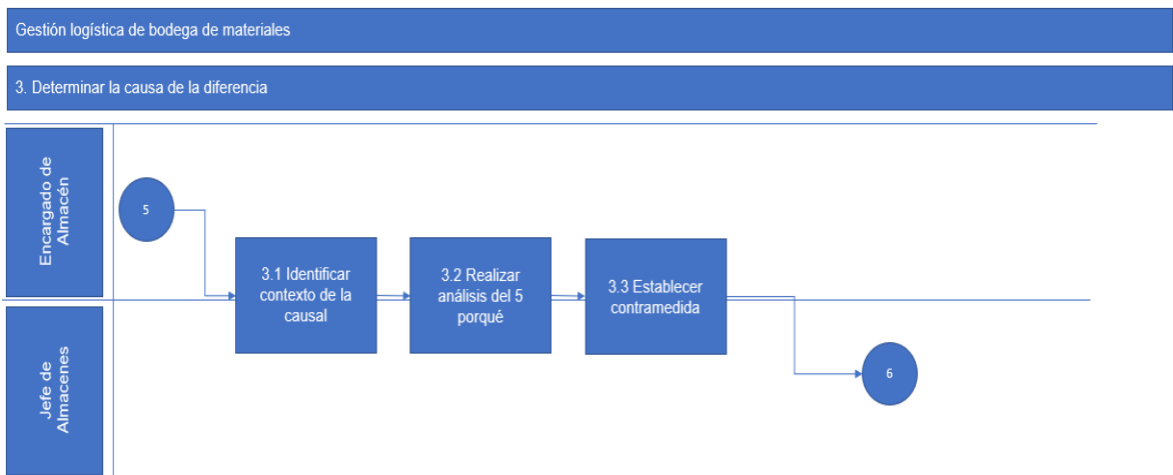 Gestión logística de bodega de materiales
3. Determinar la causa de la diferencia
Encargado de
Almacén
5
3.1 Identificar
contexto de la
causal
3.2 Realizar
análisis del 5
porqué
3.3 Establecer
contramedida
Jefe de
Almacenes
6